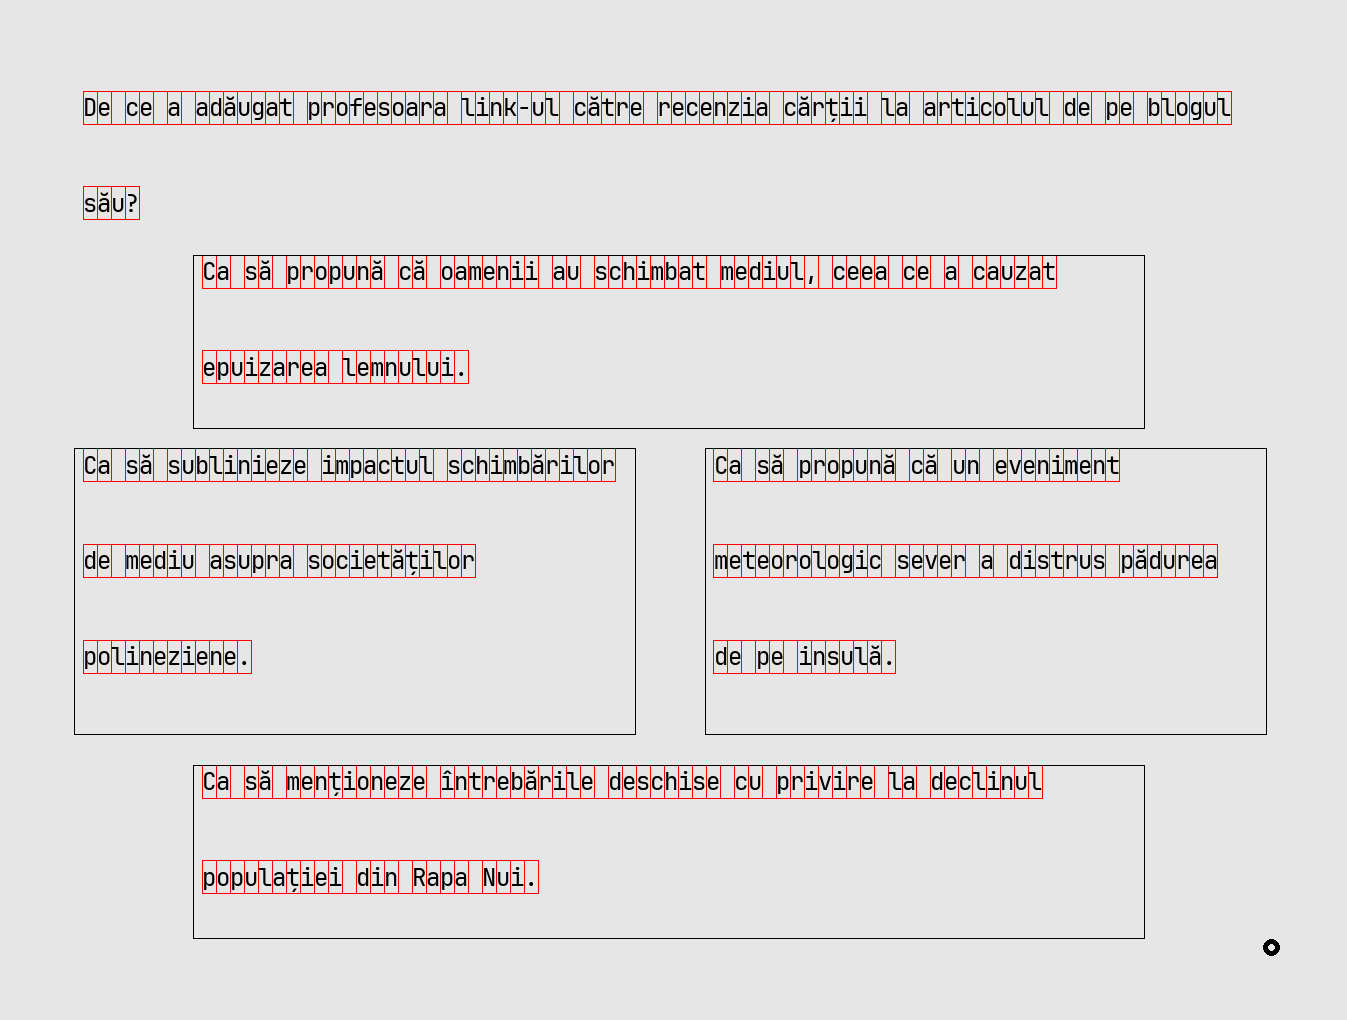 De ce a adăugat profesoara link-ul către recenzia cărții la articolul de pe blogul
său?
Ca să propună că oamenii au schimbat mediul, ceea ce a cauzat
epuizarea lemnului.
Ca să sublinieze impactul schimbărilor
de mediu asupra societăților
polineziene.
Ca să propună că un eveniment
meteorologic sever a distrus pădurea
de pe insulă.
Ca să menționeze întrebările deschise cu privire la declinul
populației din Rapa Nui.